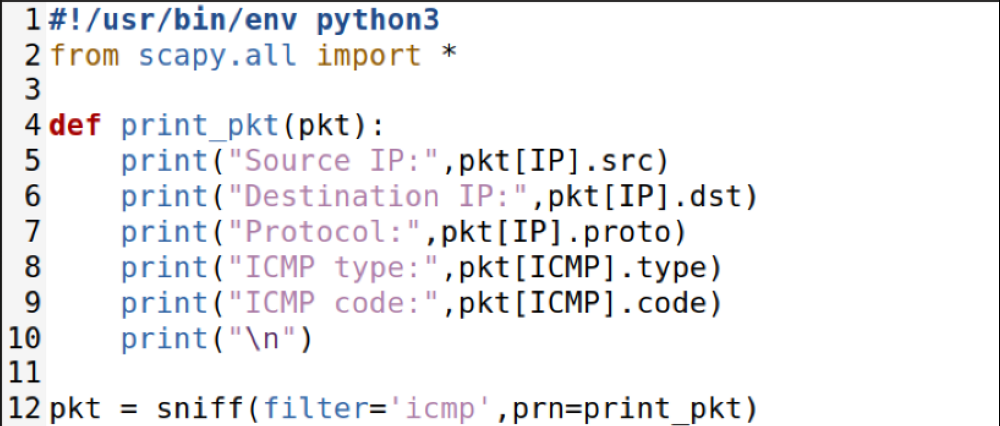 1 #!/usr/bin/env python3
2 from scapy.all import *
3
4 def print_pkt(pkt):
5     print("Source IP:",pkt[IP].src)
6     print("Destination IP:",pkt[IP].dst)
7     print("Protocol:",pkt[IP].proto)
8     print("ICMP type:",pkt[ICMP].type)
9     print("ICMP code:",pkt[ICMP].code)
10     print("\n")
11
12 pkt = sniff(filter='icmp',prn=print_pkt)